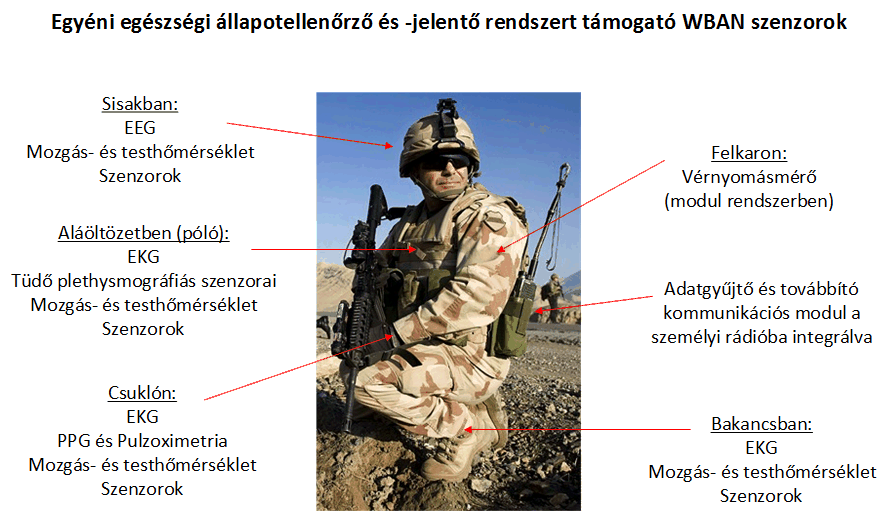 Egyéni egészségi állapotellenőrző és -jelentő rendszert támogató WBAN szenzorok
Sisakban:
EEG
Mozgás- és testhőmérséklet
Szenzorok
Aláöltözetben (póló):
EKG
Tüdő plethysmográfiás szenzorai
Mozgás- és testhőmérséklet
Szenzorok
Csuklón:
EKG
PPG és Pulzoximetria
Mozgás- és testhőmérséklet
Szenzorok
Felkaron:
Vérnyomásmérő
(modul rendszerben)
Adatgyűjtő és továbbító
kommunikációs modul a
személyi rádióba integrálva
Bakancsban:
EKG
Mozgás- és testhőmérséklet
Szenzorok